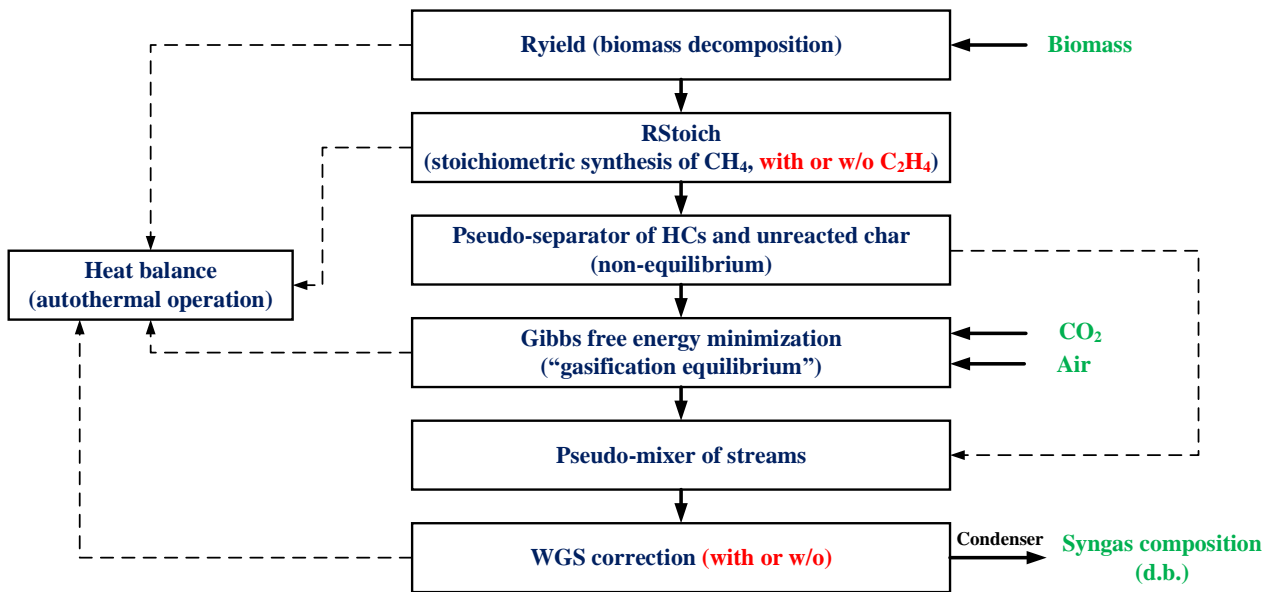 Ryield (biomass decomposition)
Biomass
RStoich
(stoichiometric synthesis of CH₄, with or w/o C₂H₄)
Pseudo-separator of HCs and unreacted char
(non-equilibrium)
Heat balance
(autothermal operation)
Gibbs free energy minimization
(“gasification equilibrium”)
CO₂
Air
Pseudo-mixer of streams
WGS correction (with or w/o)
Condenser
Syngas composition
(d.b.)